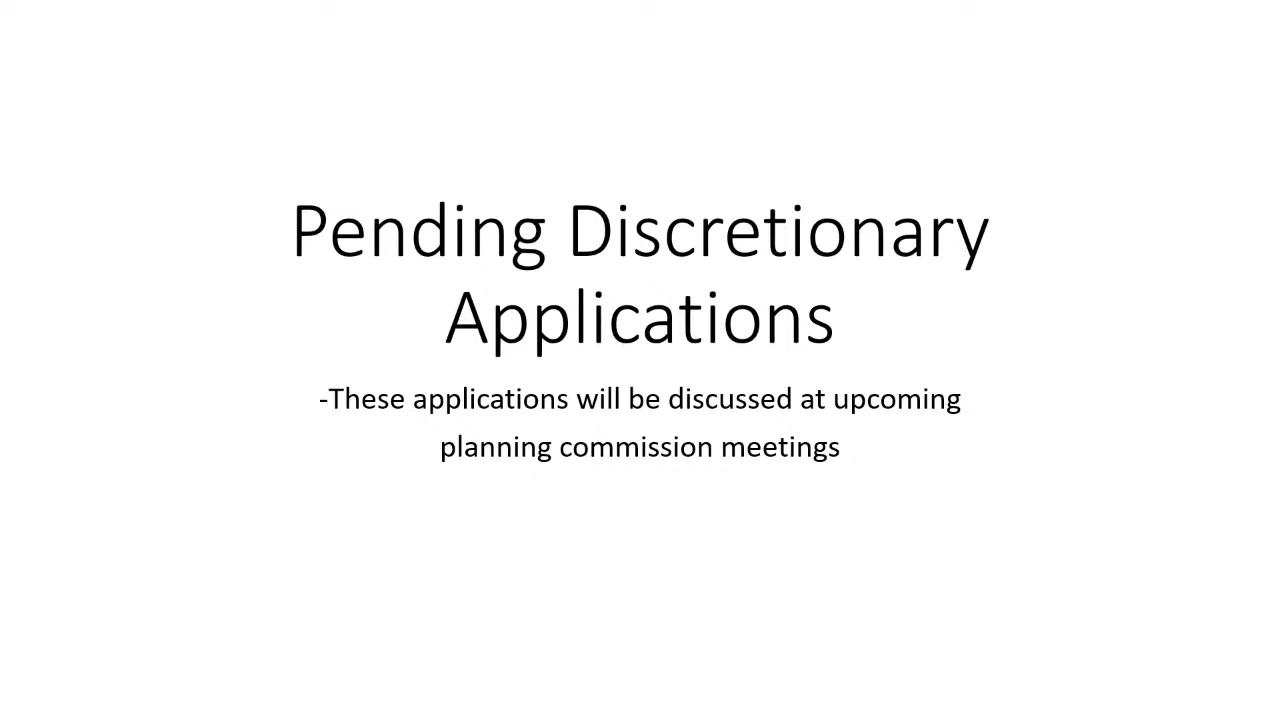 Pending Discretionary
Applications
-These applications will be discussed at upcoming
planning commission meetings